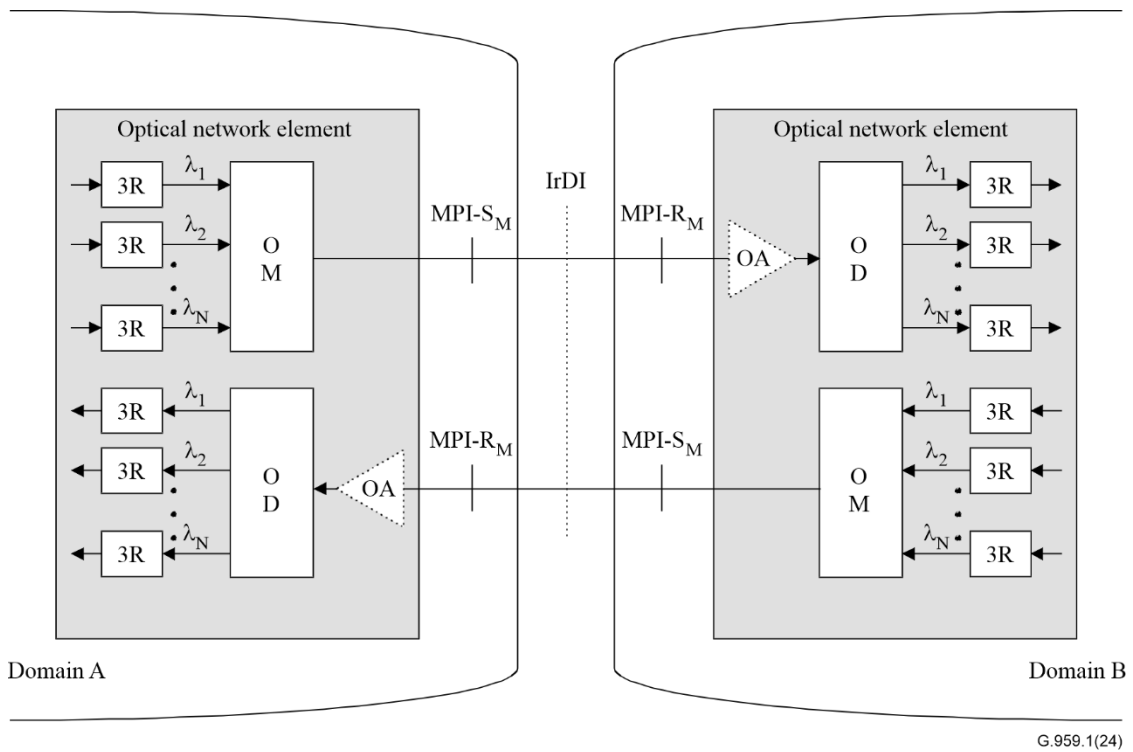 Optical network element
Optical network element
3R λ1
3R λ2
3R λN
O
M
IrDI
MPI-SM
MPI-RM
OA
O
D
λ1 3R
λ2 3R
λN 3R
3R λ1
3R λ2
3R λN
O
D
OA
MPI-RM
MPI-SM
O
M
λ1 3R
λ2 3R
λN 3R
Domain A
Domain B
G.959.1(24)